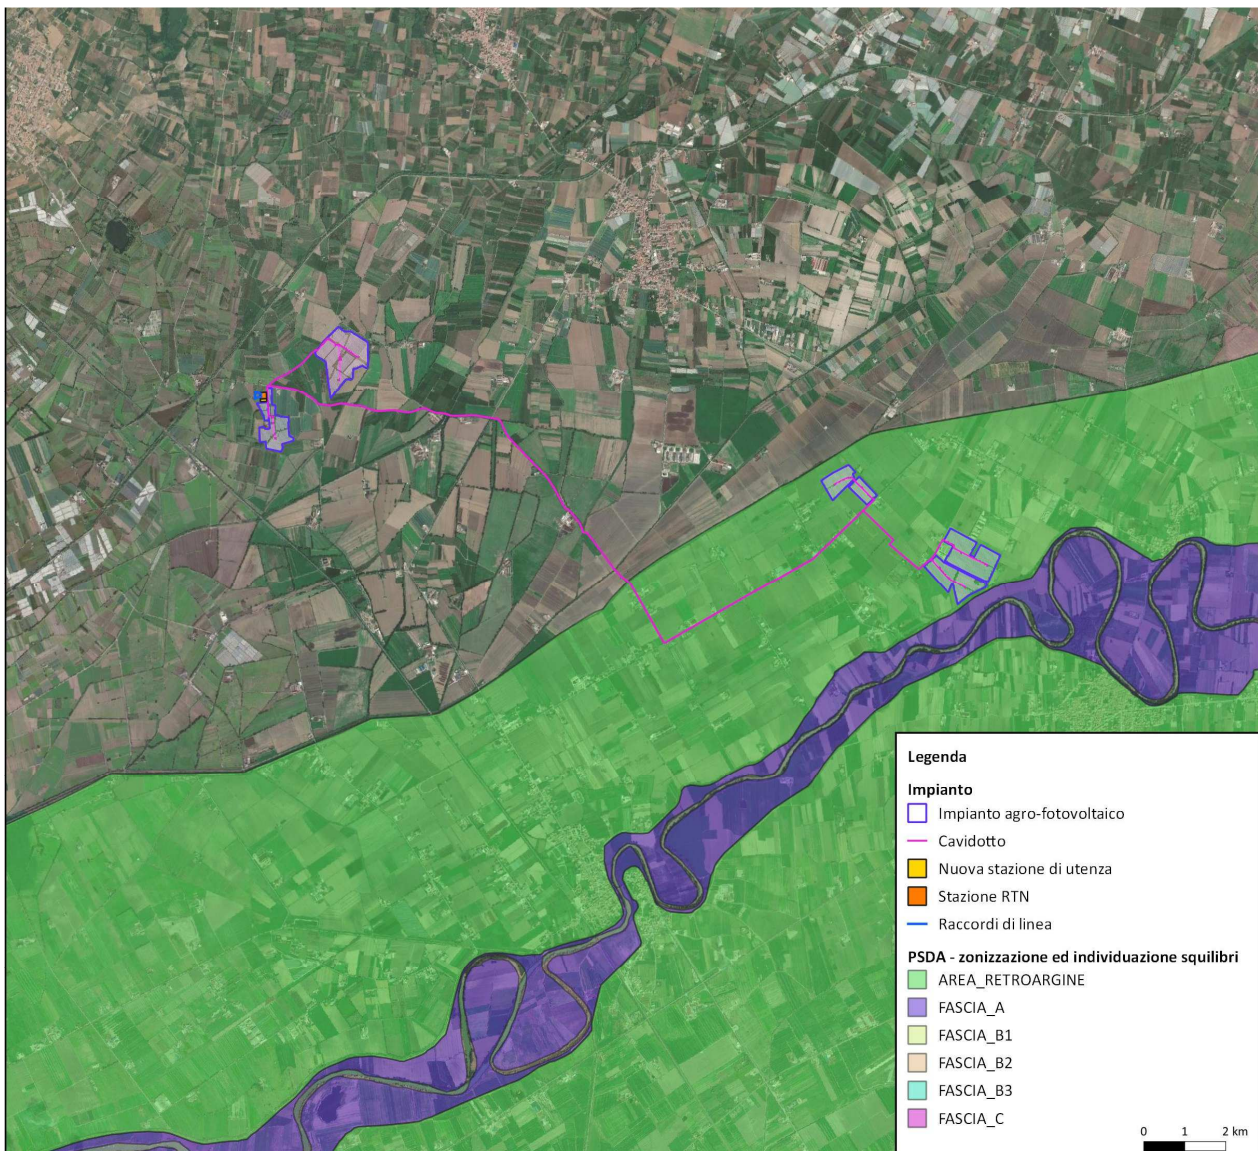 Legenda
Impianto
Impianto agro-fotovoltaico
Cavidotto
Nuova stazione di utenza
Stazione RTN
Raccordi di linea
PSDA - zonizzazione ed individuazione squilibri
AREA_RETROARGINE
FASCIA_A
FASCIA_B1
FASCIA_B2
FASCIA_B3
FASCIA_C
0 1 2 km